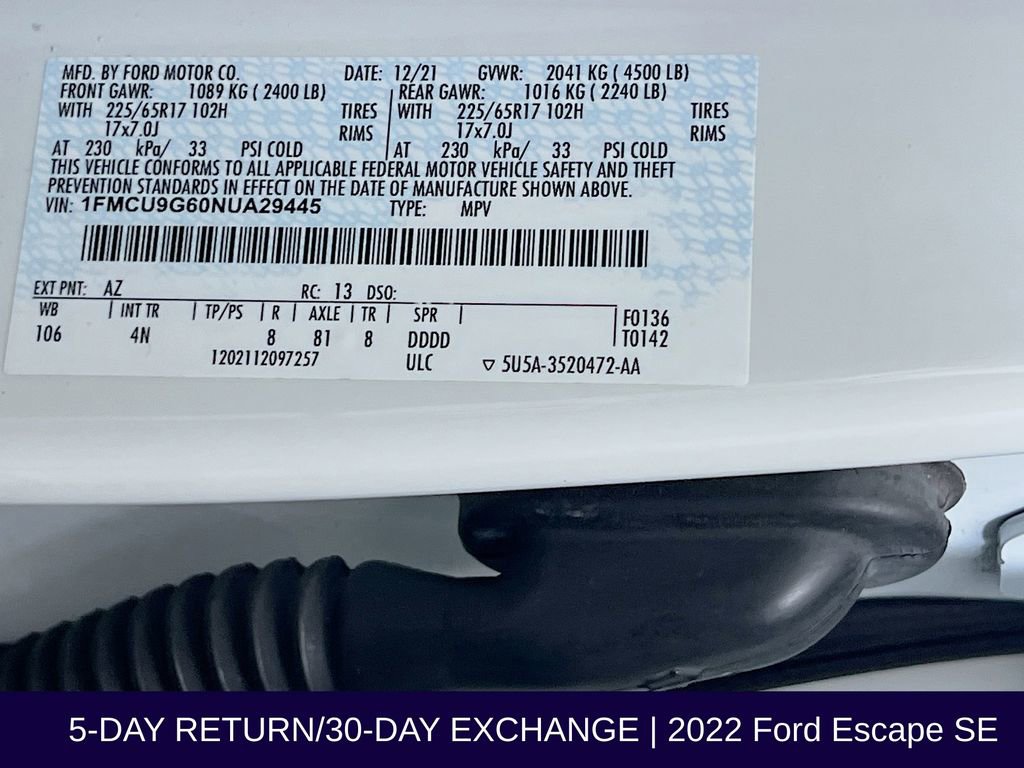 MFD. BY FORD MOTOR CO. DATE: 12/21 GVWR: 2041 KG ( 4500 LB)
FRONT GAWR: 1089 KG ( 2400 LB) REAR GAWR: 1016 KG ( 2240 LB)
WITH 225/65R17 102H TIRES WITH 225/65R17 102H TIRES
17x7.0J RIMS 17x7.0J RIMS
AT 230 kPa/ 33 PSI COLD AT 230 kPa/ 33 PSI COLD
THIS VEHICLE CONFORMS TO ALL APPLICABLE FEDERAL MOTOR VEHICLE SAFETY AND THEFT
PREVENTION STANDARDS IN EFFECT ON THE DATE OF MANUFACTURE SHOWN ABOVE.
VIN: 1FMCU9G60NUA29445 TYPE: MPV
EXT PNT: AZ RC: 13 DSO:
WB | INT TR | TP/PS | R | AXLE | TR | SPR | F0136
106 4N 8 81 8 DDDD T0142
1202112097257 ULC ▽ 5U5A-3520472-AA
5-DAY RETURN/30-DAY EXCHANGE | 2022 Ford Escape SE